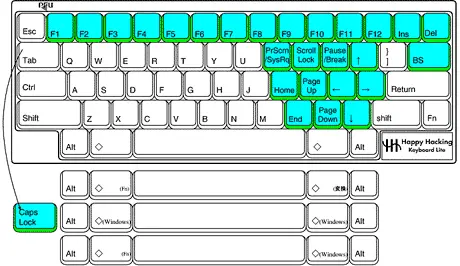 Esc F1 F2 F3 F4 F5 F6 F7 F8 F9 F10 F11 F12 Ins Del
Tab Q W E R T Y U PrScrn /SysRq Scroll Lock Pause /Break ↑ } ] BS
Ctrl A S D F G H J Home Page Up ← → Return
Shift Z X C V B N M End Page Down ↓ shift Fn
Alt ◇ ◇ Alt Happy Hacking
Keyboard Lite
Alt ◇ (Fn) ◇ (変換) Alt
Caps Lock Alt ◇(Windows) ◇(Windows) Alt
Alt ◇ (Fn) (Windows) Alt